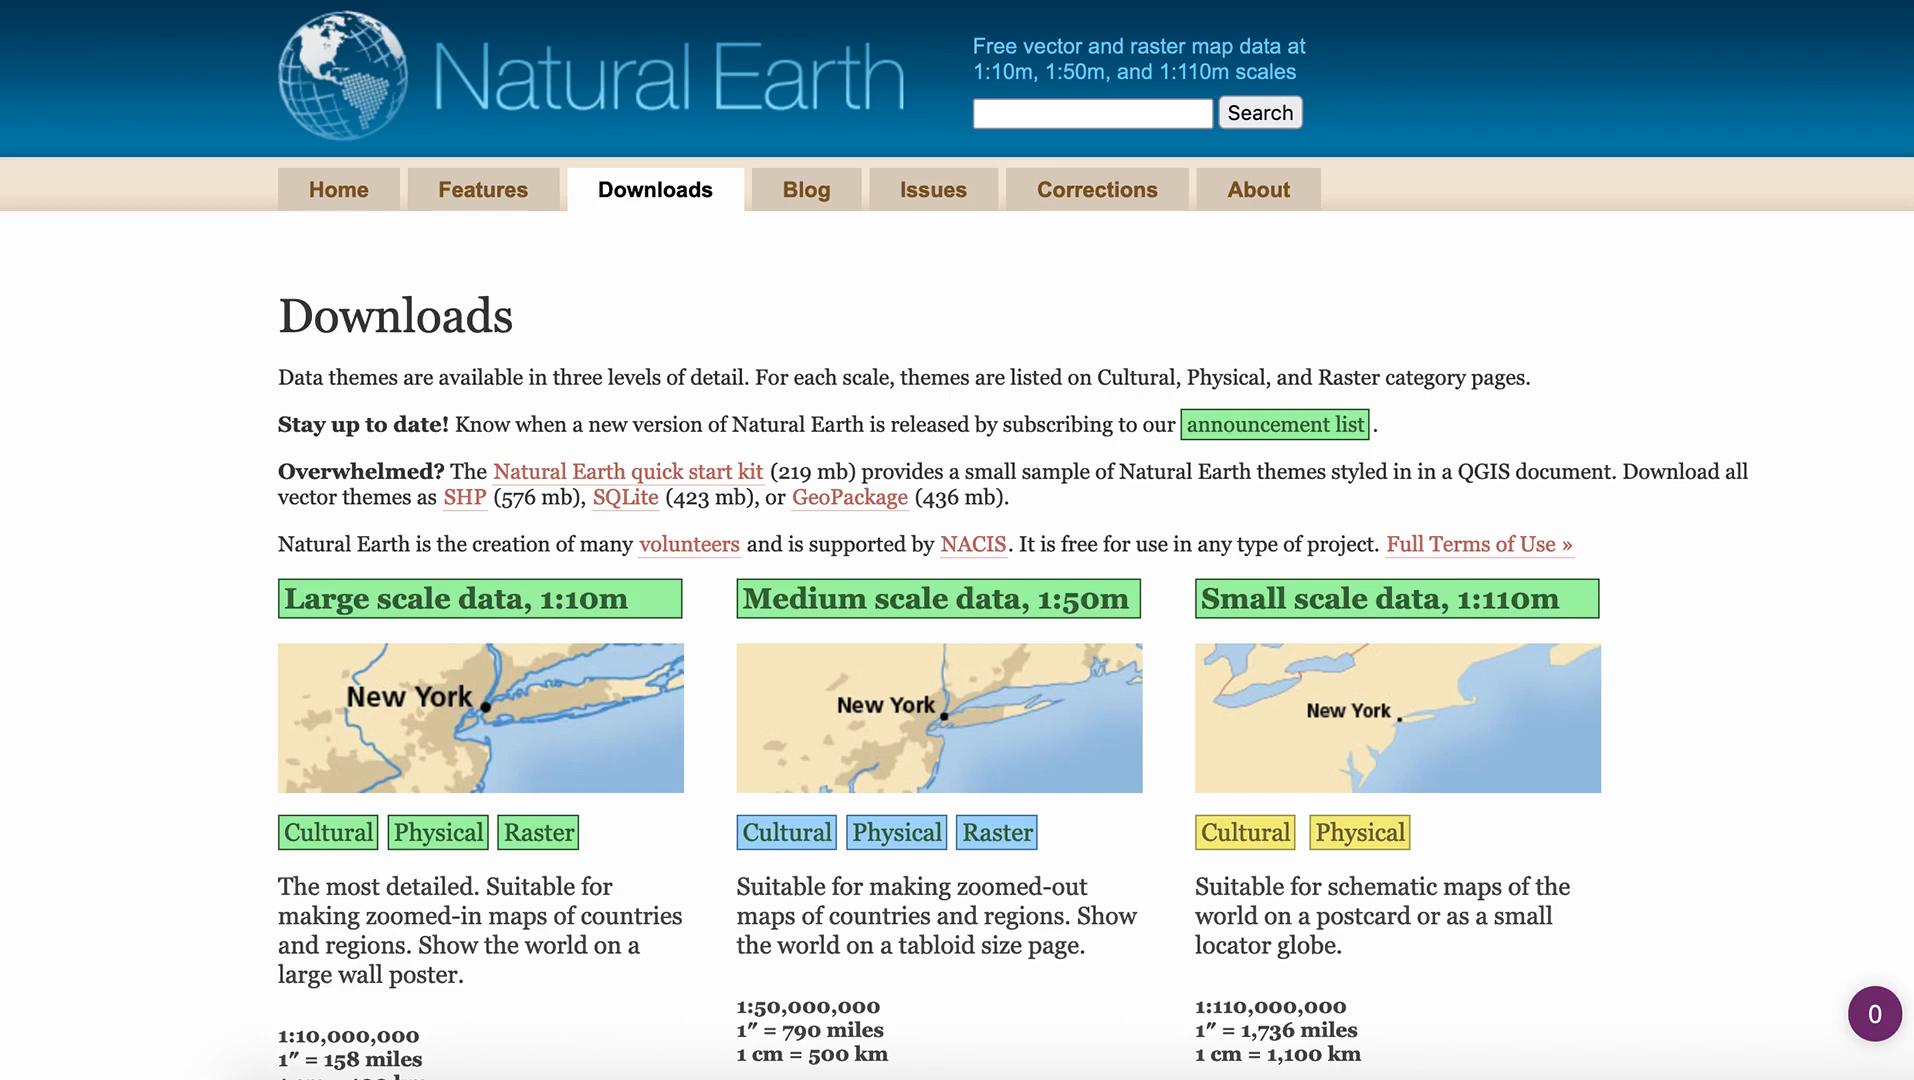 Natural Earth
Free vector and raster map data at
1:10m, 1:50m, and 1:110m scales
Search
Home
Features
Downloads
Blog
Issues
Corrections
About
Downloads
Data themes are available in three levels of detail. For each scale, themes are listed on Cultural, Physical, and Raster category pages.
Stay up to date! Know when a new version of Natural Earth is released by subscribing to our announcement list .
Overwhelmed? The Natural Earth quick start kit (219 mb) provides a small sample of Natural Earth themes styled in in a QGIS document. Download all
vector themes as SHP (576 mb), SQLite (423 mb), or GeoPackage (436 mb).
Natural Earth is the creation of many volunteers and is supported by NACIS. It is free for use in any type of project. Full Terms of Use »
Large scale data, 1:10m
New York
Cultural Physical Raster
The most detailed. Suitable for
making zoomed-in maps of countries
and regions. Show the world on a
large wall poster.
1:10,000,000
1″ = 158 miles
Medium scale data, 1:50m
New York
Cultural Physical Raster
Suitable for making zoomed-out
maps of countries and regions. Show
the world on a tabloid size page.
1:50,000,000
1″ = 790 miles
1 cm = 500 km
Small scale data, 1:110m
New York
Cultural Physical
Suitable for schematic maps of the
world on a postcard or as a small
locator globe.
1:110,000,000
1″ = 1,736 miles
1 cm = 1,100 km
0